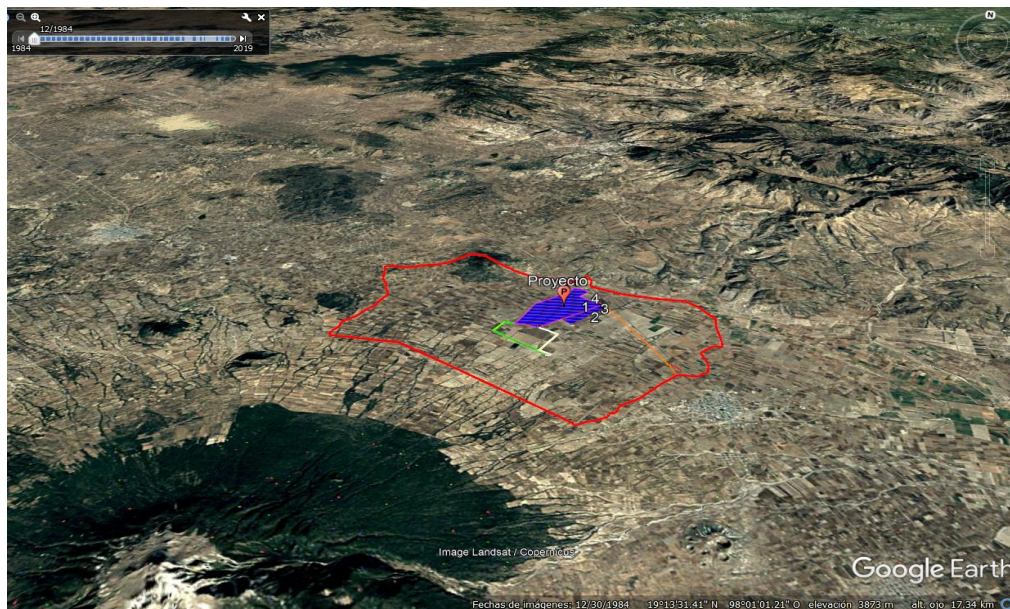 12/1984
1984
2019
N
Proyecto
P
4
1
3
2
Image Landsat / Copernicus
Google Earth
Fechas de imágenes: 12/30/1984 19°13'31.41" N 98°01'01.21" O elevación 3873 m alt. ojo 17.34 km